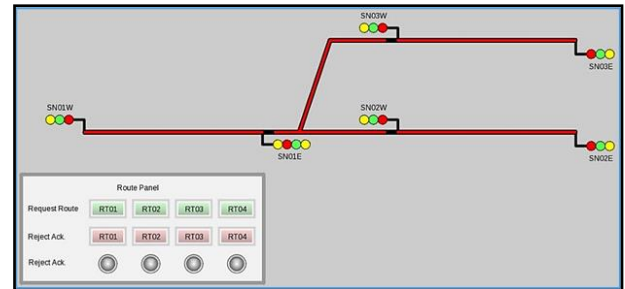 SN03W
SN03E
SN01W
SN02W
SN01E
SN02E
Route Panel
Request Route RT01 RT02 RT03 RT04
Reject Ack. RT01 RT02 RT03 RT04
Reject Ack.